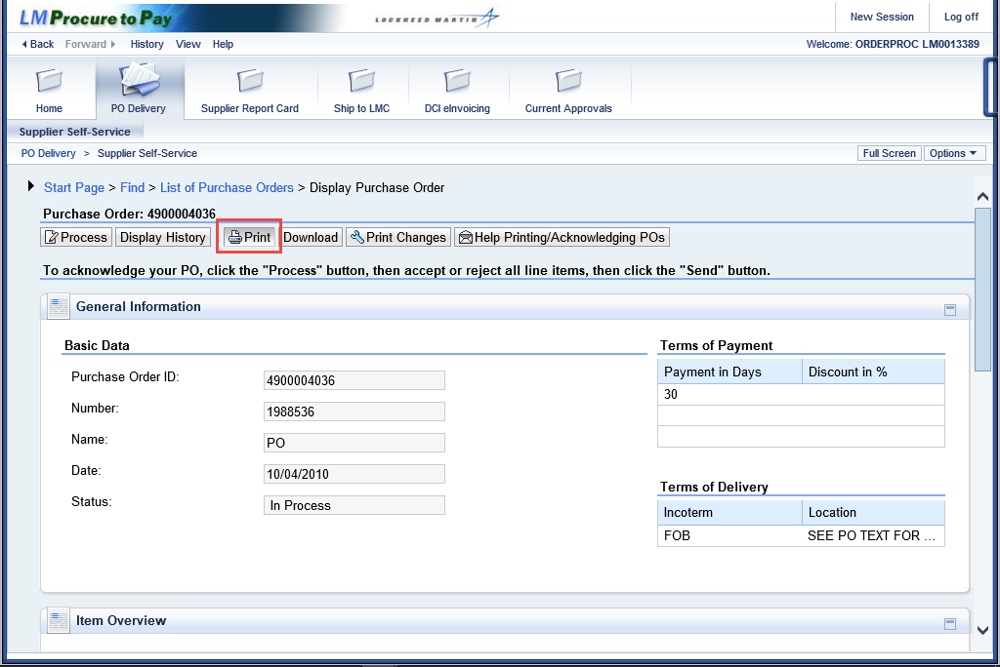 LM Procure to Pay
LOCKHEED MARTIN
New Session
Log off
Back Forward History View Help
Welcome: ORDERPROC LM0013389
Home
PO Delivery
Supplier Report Card
Ship to LMC
DCI eInvoicing
Current Approvals
Supplier Self-Service
PO Delivery > Supplier Self-Service
Full Screen
Options
Start Page > Find > List of Purchase Orders > Display Purchase Order
Purchase Order: 4900004036
Process
Display History
Print
Download
Print Changes
Help Printing/Acknowledging POs
To acknowledge your PO, click the "Process" button, then accept or reject all line items, then click the "Send" button.
General Information
Basic Data
Purchase Order ID: 4900004036
Number: 1988536
Name: PO
Date: 10/04/2010
Status: In Process
Terms of Payment
Payment in Days Discount in %
30
Terms of Delivery
Incoterm Location
FOB SEE PO TEXT FOR ...
Item Overview